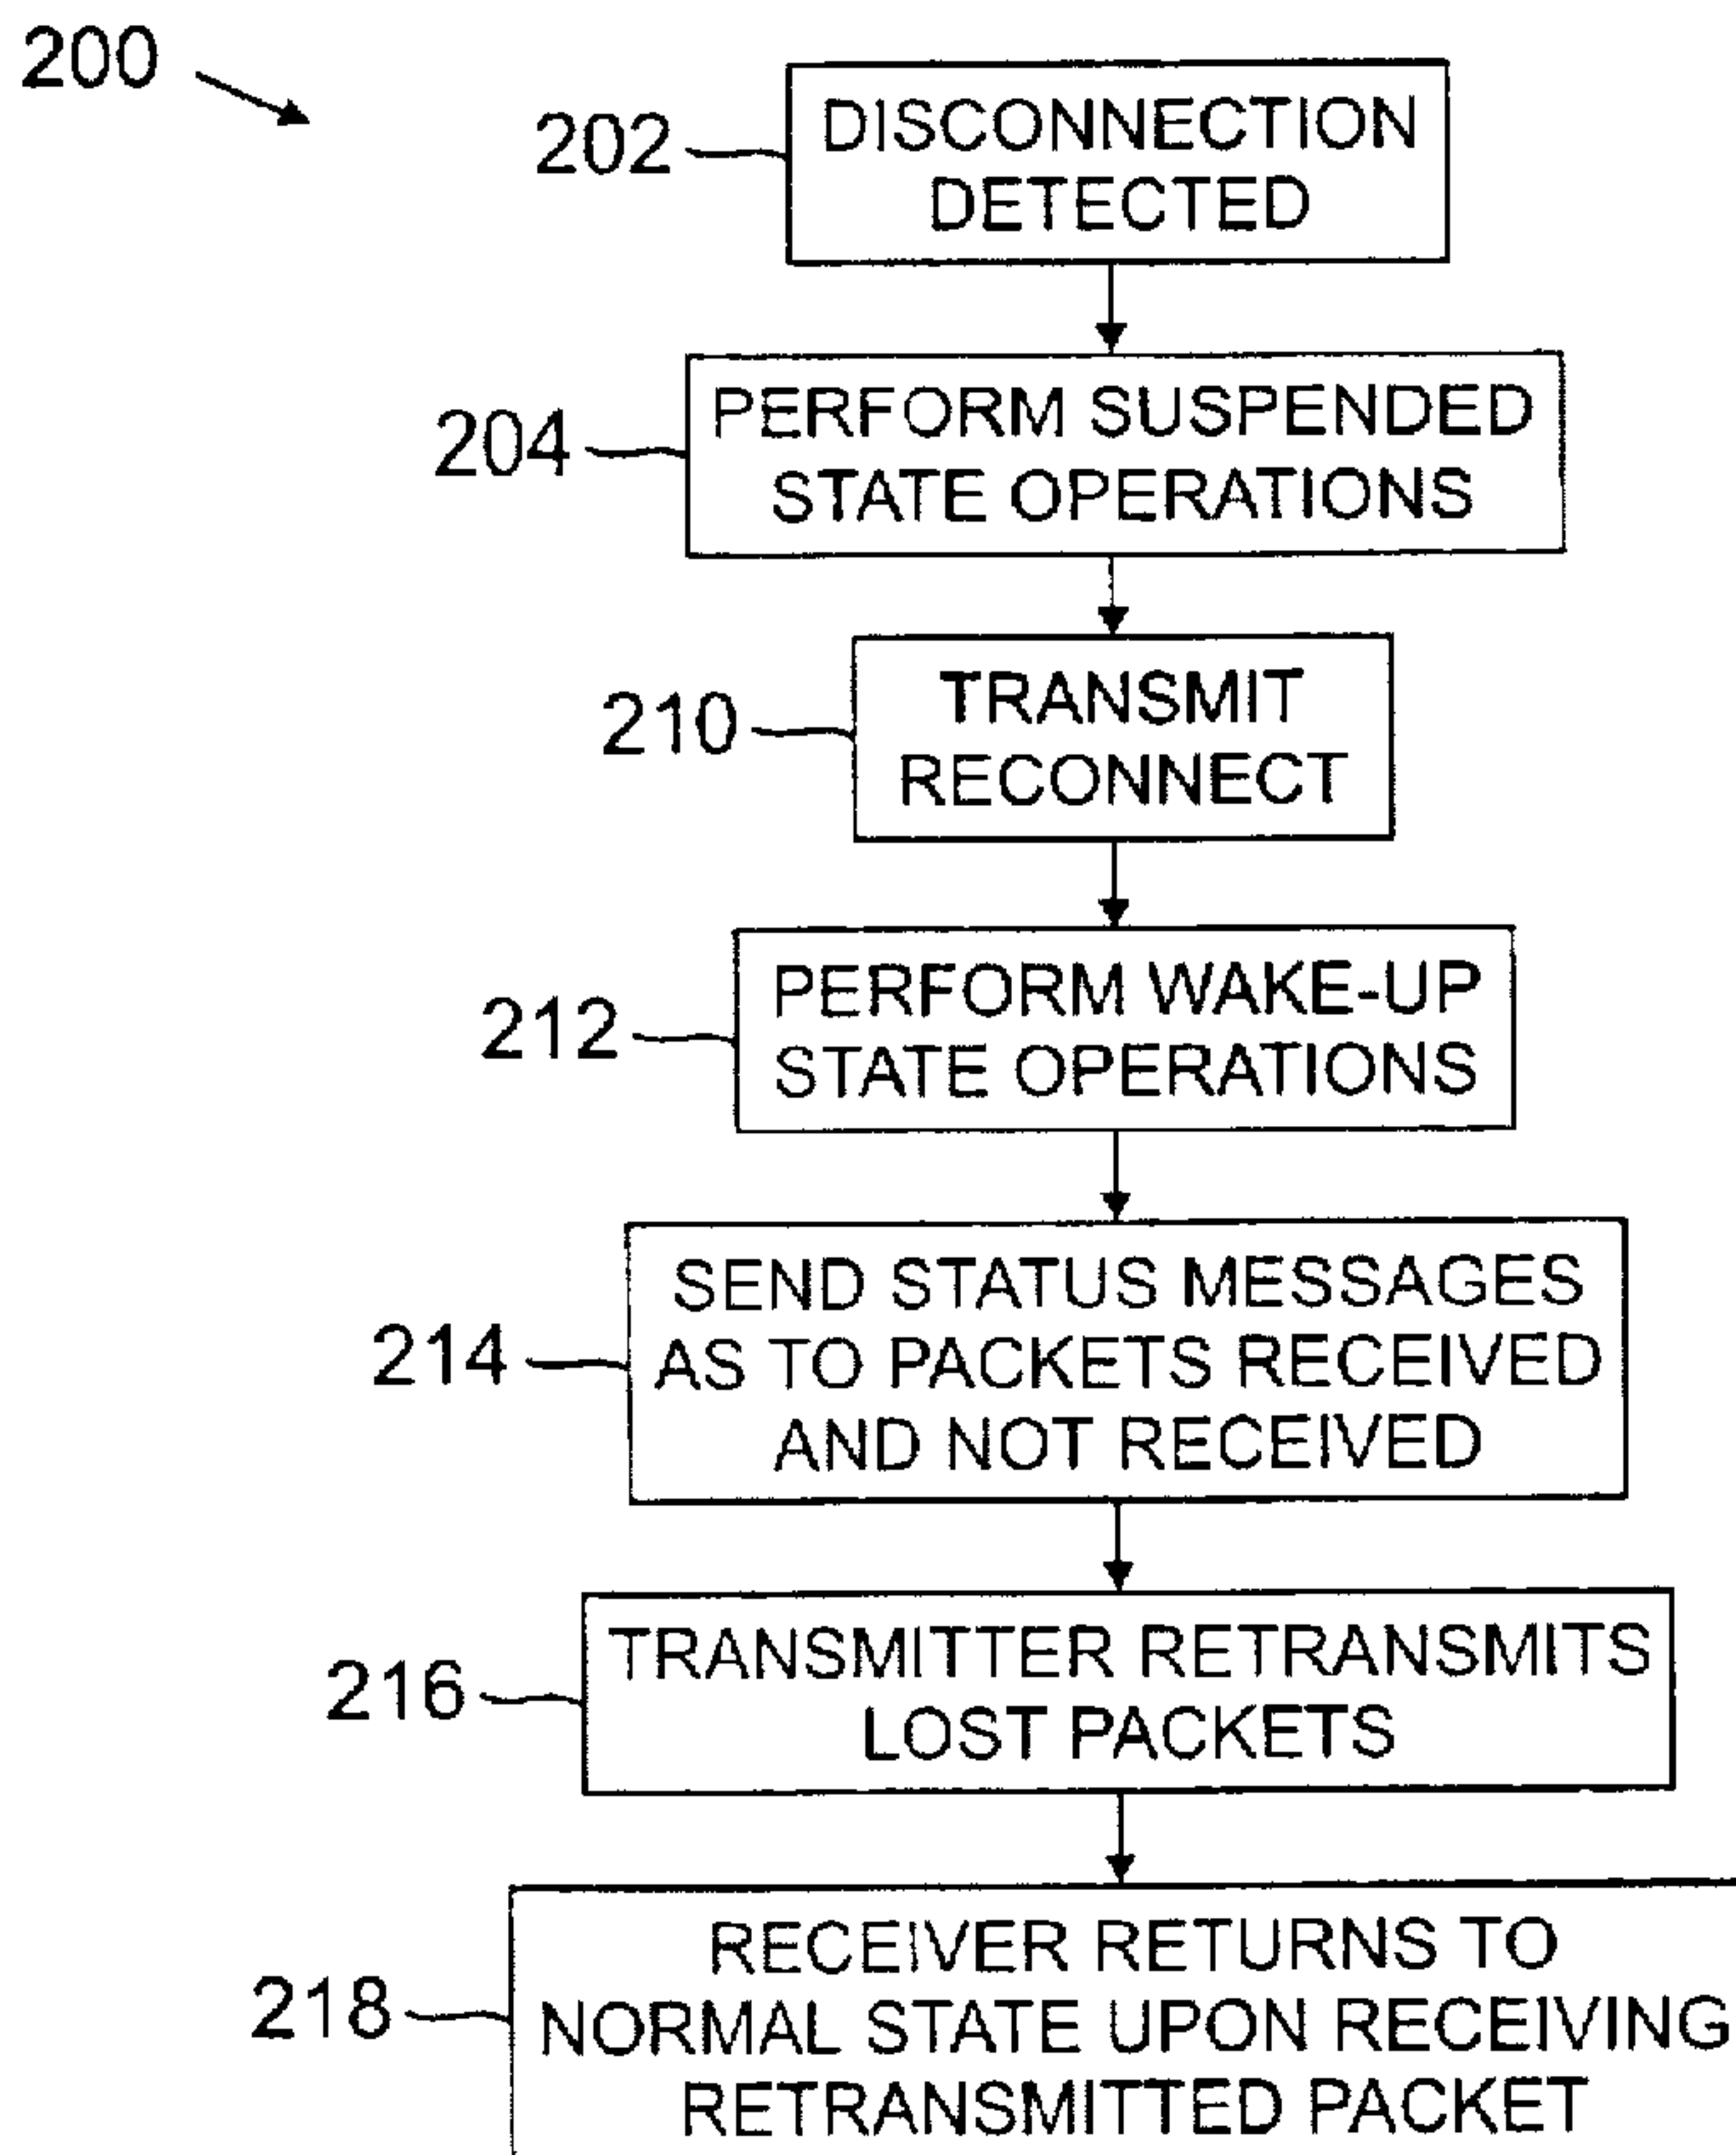 200
202
DISCONNECTION
DETECTED
204
PERFORM SUSPENDED
STATE OPERATIONS
210
TRANSMIT
RECONNECT
212
PERFORM WAKE-UP
STATE OPERATIONS
214
SEND STATUS MESSAGES
AS TO PACKETS RECEIVED
AND NOT RECEIVED
216
TRANSMITTER RETRANSMITS
LOST PACKETS
218
RECEIVER RETURNS TO
NORMAL STATE UPON RECEIVING
RETRANSMITTED PACKET